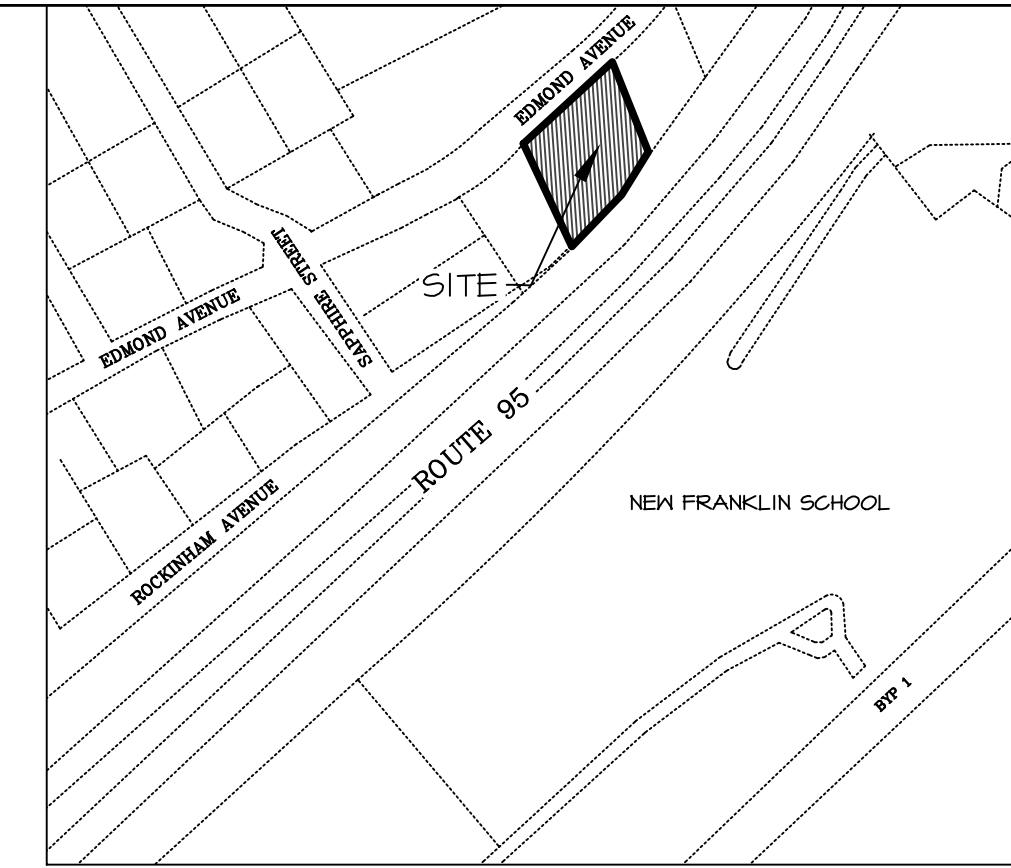 EDMOND AVENUE
SAPPHIRE STREET
SITE
EDMOND AVENUE
ROUTE 95
NEW FRANKLIN SCHOOL
ROCKINHAM AVENUE
BYP 1